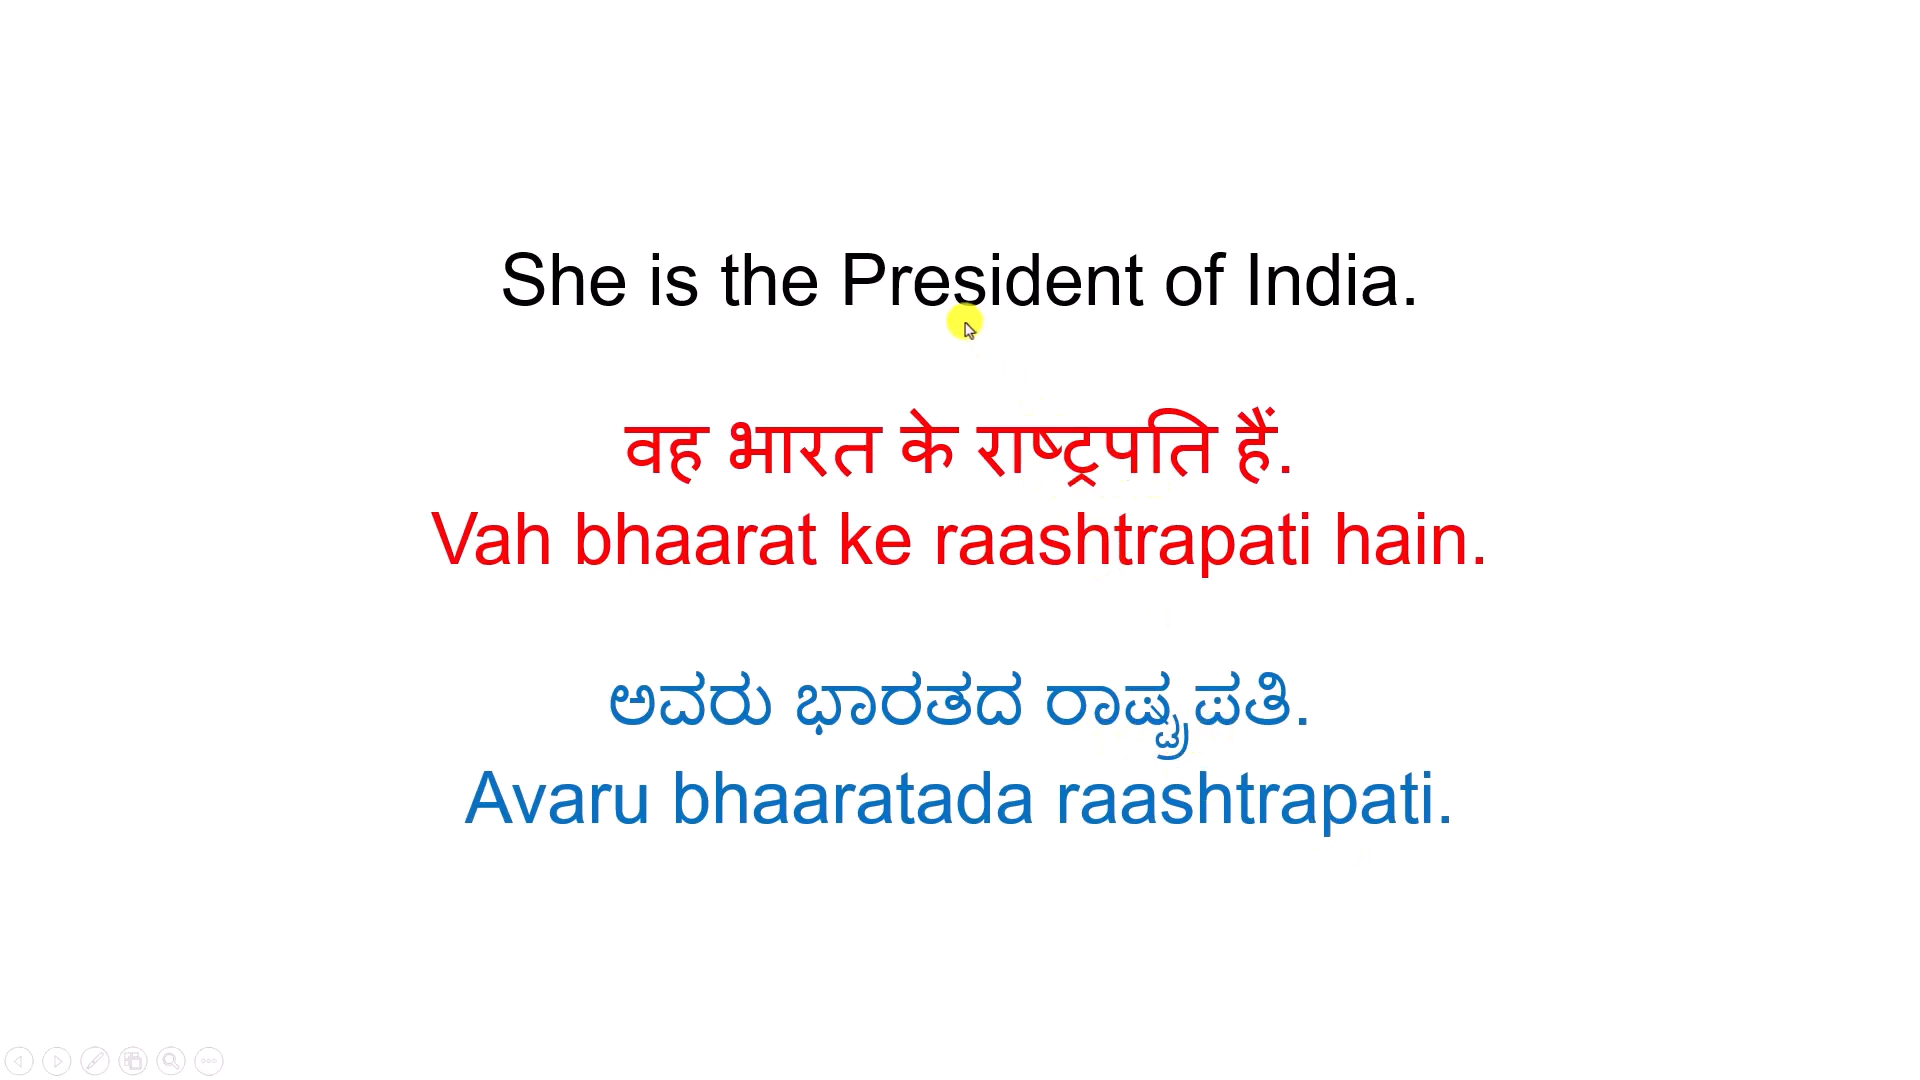 She is the President of India.
वह भारत के राष्ट्रपति हैं.
Vah bhaarat ke raashtrapati hain.
ಅವರು ಭಾರತದ ರಾಷ್ಟ್ರಪತಿ.
Avaru bhaaratada raashtrapati.